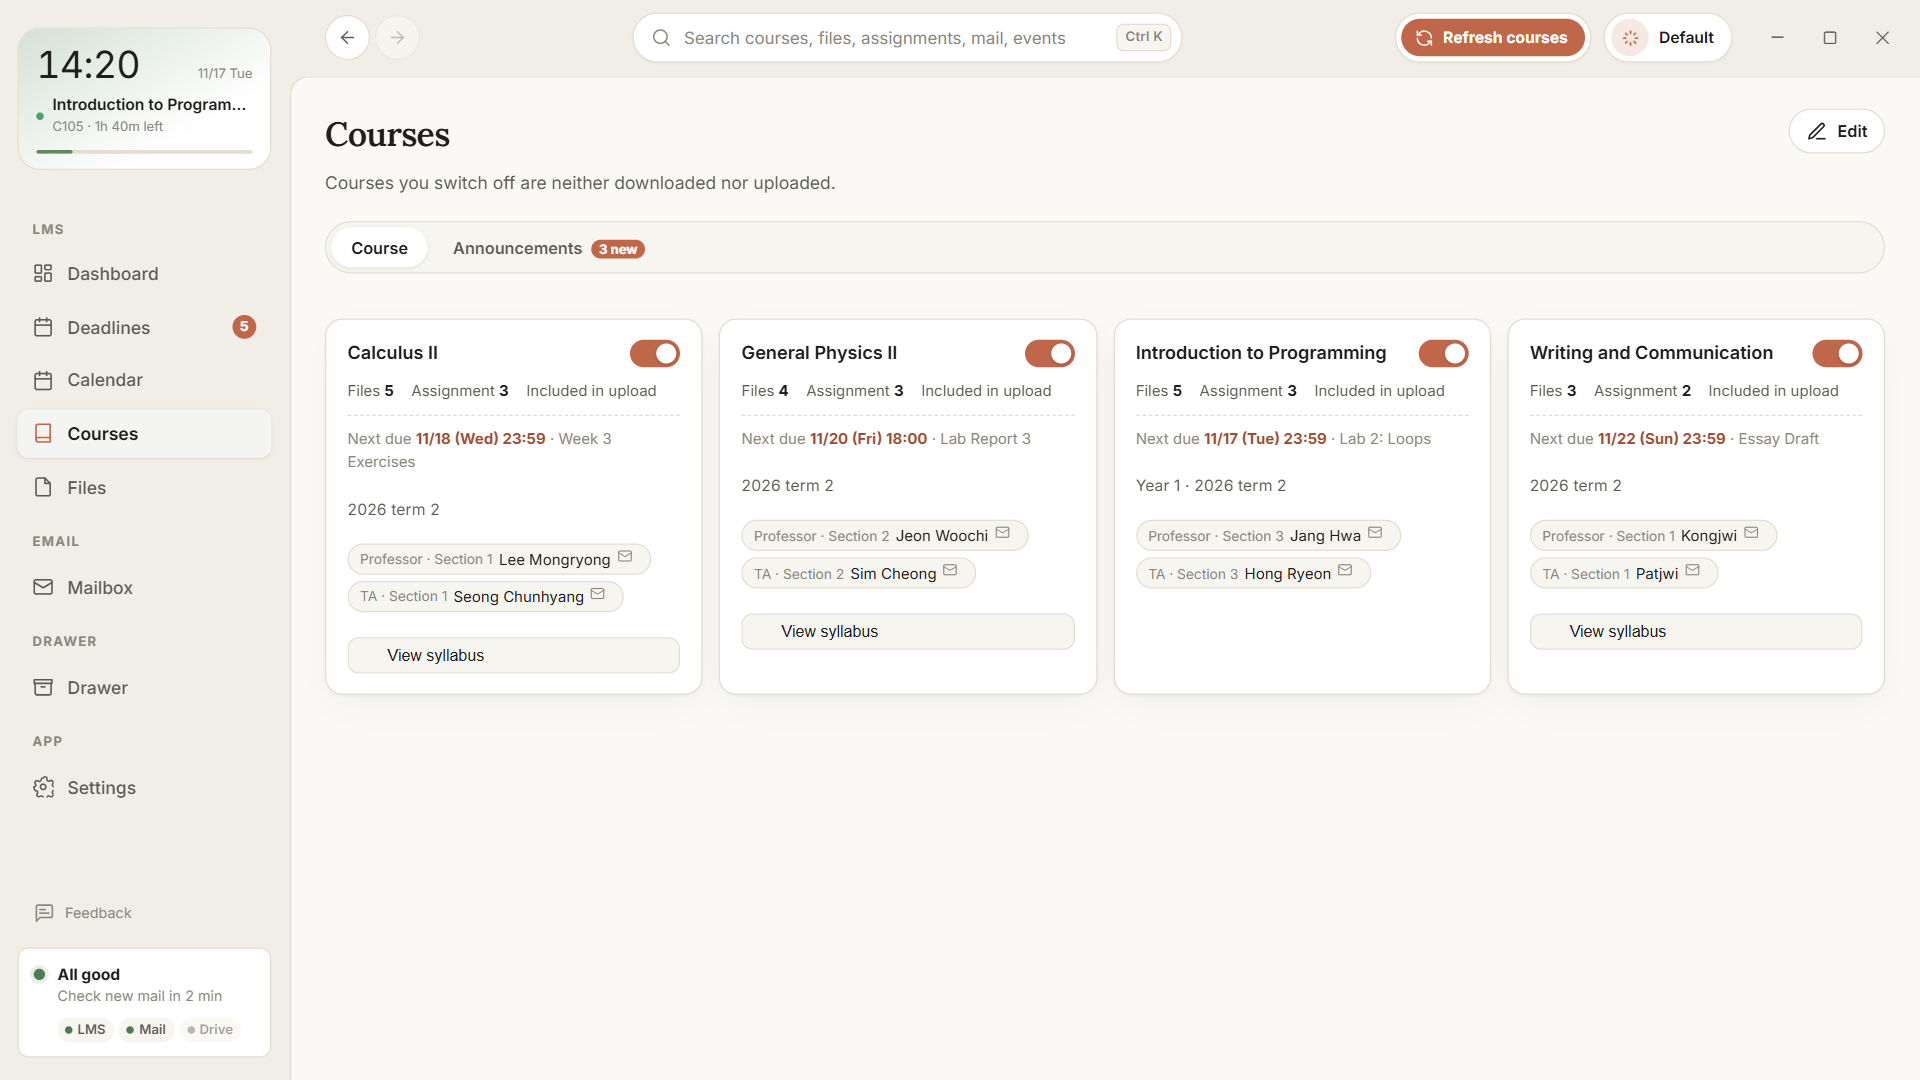 14:20
11/17 Tue
Introduction to Program...
C105 · 1h 40m left
LMS
Dashboard
Deadlines 5
Calendar
Courses
Files
EMAIL
Mailbox
DRAWER
Drawer
APP
Settings
Feedback
All good
Check new mail in 2 min
LMS Mail Drive
Search courses, files, assignments, mail, events Ctrl K
Refresh courses
Default
Courses
Edit
Courses you switch off are neither downloaded nor uploaded.
Course Announcements 3 new
Calculus II
Files 5 Assignment 3 Included in upload
Next due 11/18 (Wed) 23:59 · Week 3
Exercises
2026 term 2
Professor · Section 1 Lee Mongryong
TA · Section 1 Seong Chunhyang
View syllabus
General Physics II
Files 4 Assignment 3 Included in upload
Next due 11/20 (Fri) 18:00 · Lab Report 3
2026 term 2
Professor · Section 2 Jeon Woochi
TA · Section 2 Sim Cheong
View syllabus
Introduction to Programming
Files 5 Assignment 3 Included in upload
Next due 11/17 (Tue) 23:59 · Lab 2: Loops
Year 1 · 2026 term 2
Professor · Section 3 Jang Hwa
TA · Section 3 Hong Ryeon
Writing and Communication
Files 3 Assignment 2 Included in upload
Next due 11/22 (Sun) 23:59 · Essay Draft
2026 term 2
Professor · Section 1 Kongjwi
TA · Section 1 Patjwi
View syllabus